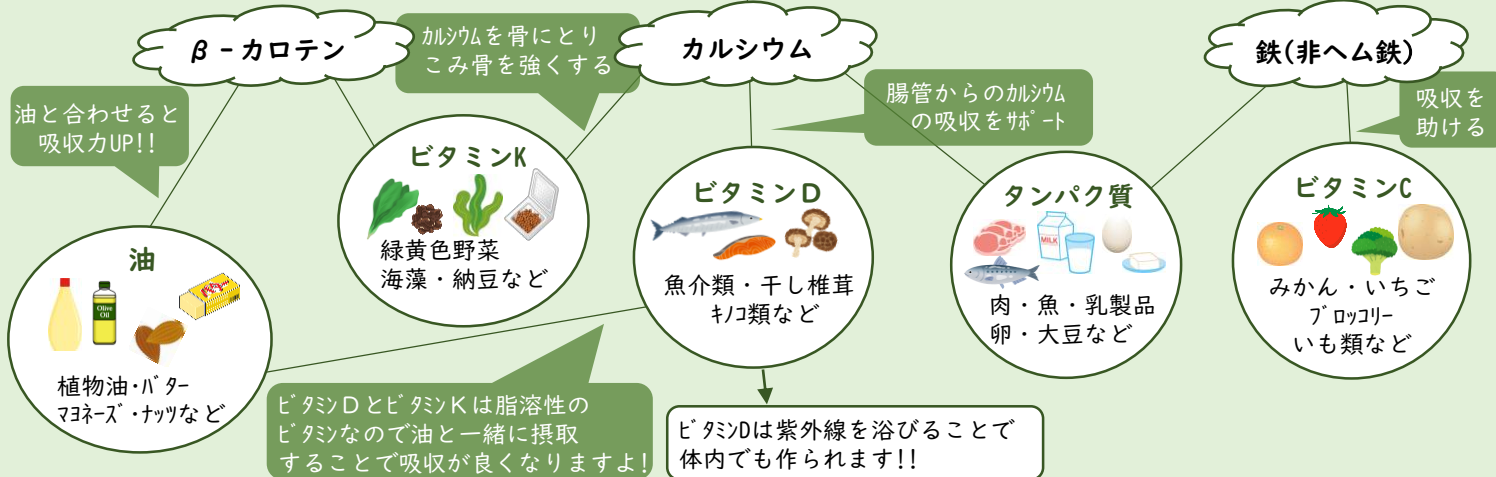 β-カロテン
ｶﾙｼｳﾑを骨にとり
こみ骨を強くする
カルシウム
鉄(非ヘム鉄)
油と合わせると
吸収力UP!!
腸管からのｶﾙｼｳﾑ
の吸収をｻﾎﾟｰﾄ
吸収を
助ける
ビタミンK
緑黄色野菜
海藻・納豆など
ビタミンD
魚介類・干し椎茸
ｷﾉｺ類など
タンパク質
MILK
肉・魚・乳製品
卵・大豆など
ビタミンC
みかん・いちご
ﾌﾞﾛｯｺﾘｰ
いも類など
油
Olive
Oil
植物油・ﾊﾞﾀｰ
ﾏﾖﾈｰｽﾞ・ﾅｯﾂなど
ﾋﾞﾀﾐﾝDとﾋﾞﾀﾐﾝKは脂溶性の
ﾋﾞﾀﾐﾝなので油と一緒に摂取
することで吸収が良くなりますよ!
ﾋﾞﾀﾐﾝDは紫外線を浴びることで
体内でも作られます!!